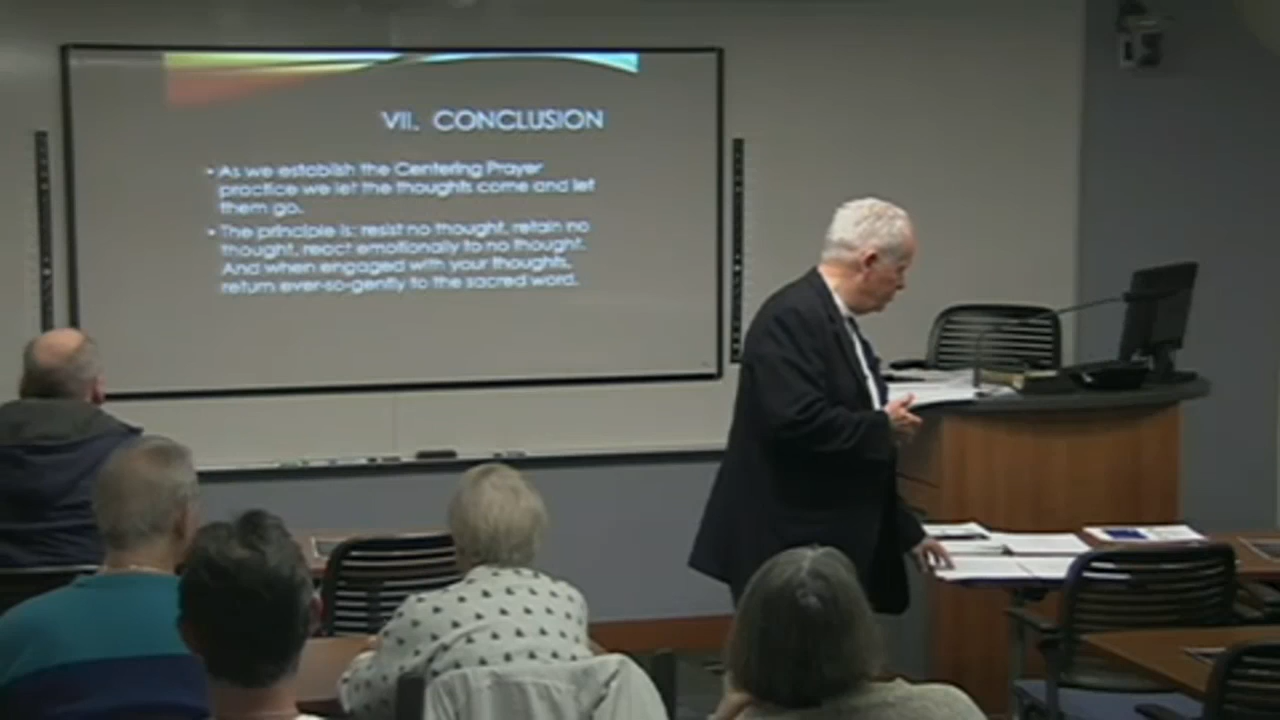 VII. CONCLUSION
• As we establish the Centering Prayer
practice we let the thoughts come and let
them go.
• The principle is: resist no thought, retain no
thought, react emotionally to no thought.
And when engaged with your thoughts,
return ever-so-gently to the sacred word.